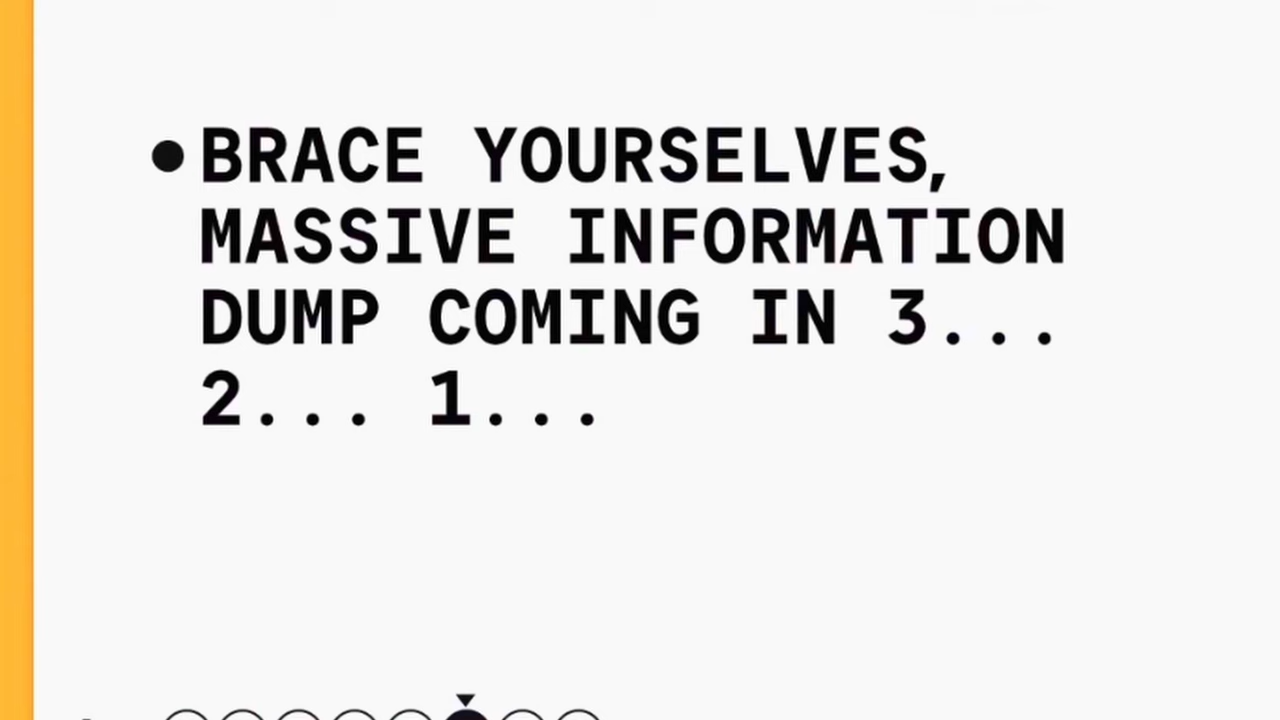 •BRACE YOURSELVES,
MASSIVE INFORMATION
DUMP COMING IN 3...
2... 1...